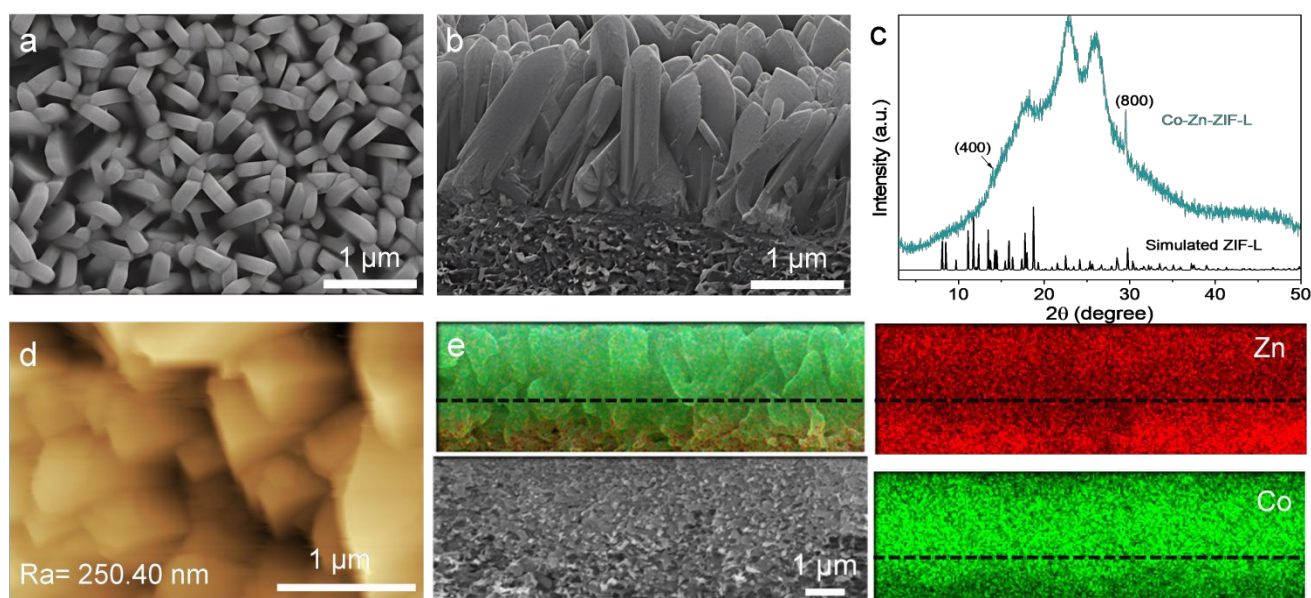 a
1 μm
b
1 μm
c
Intensity (a.u.)
(400)
(800)
Co-Zn-ZIF-L
Simulated ZIF-L
10 20 30 40 50
2θ (degree)
d
Ra= 250.40 nm
1 μm
e
1 μm
Zn
Co